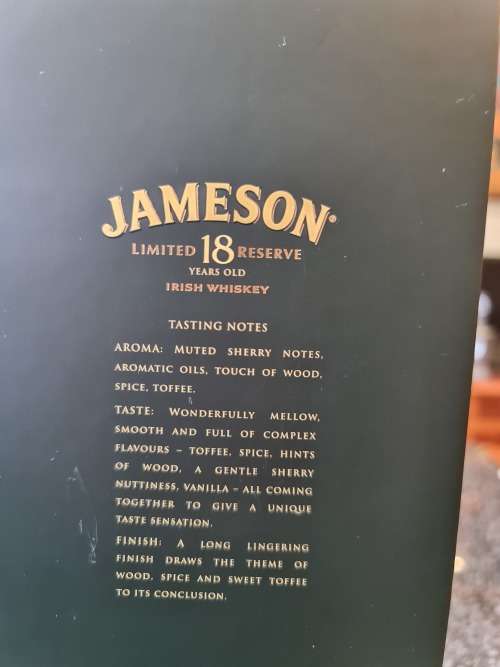 JAMESON®
LIMITED 18 RESERVE
YEARS OLD
IRISH WHISKEY
TASTING NOTES
AROMA: MUTED SHERRY NOTES,
AROMATIC OILS, TOUCH OF WOOD,
SPICE, TOFFEE.
TASTE: WONDERFULLY MELLOW,
SMOOTH AND FULL OF COMPLEX
FLAVOURS – TOFFEE, SPICE, HINTS
OF WOOD, A GENTLE SHERRY
NUTTINESS, VANILLA – ALL COMING
TOGETHER TO GIVE A UNIQUE
TASTE SENSATION.
FINISH: A LONG LINGERING
FINISH DRAWS THE THEME OF
WOOD, SPICE AND SWEET TOFFEE
TO ITS CONCLUSION.